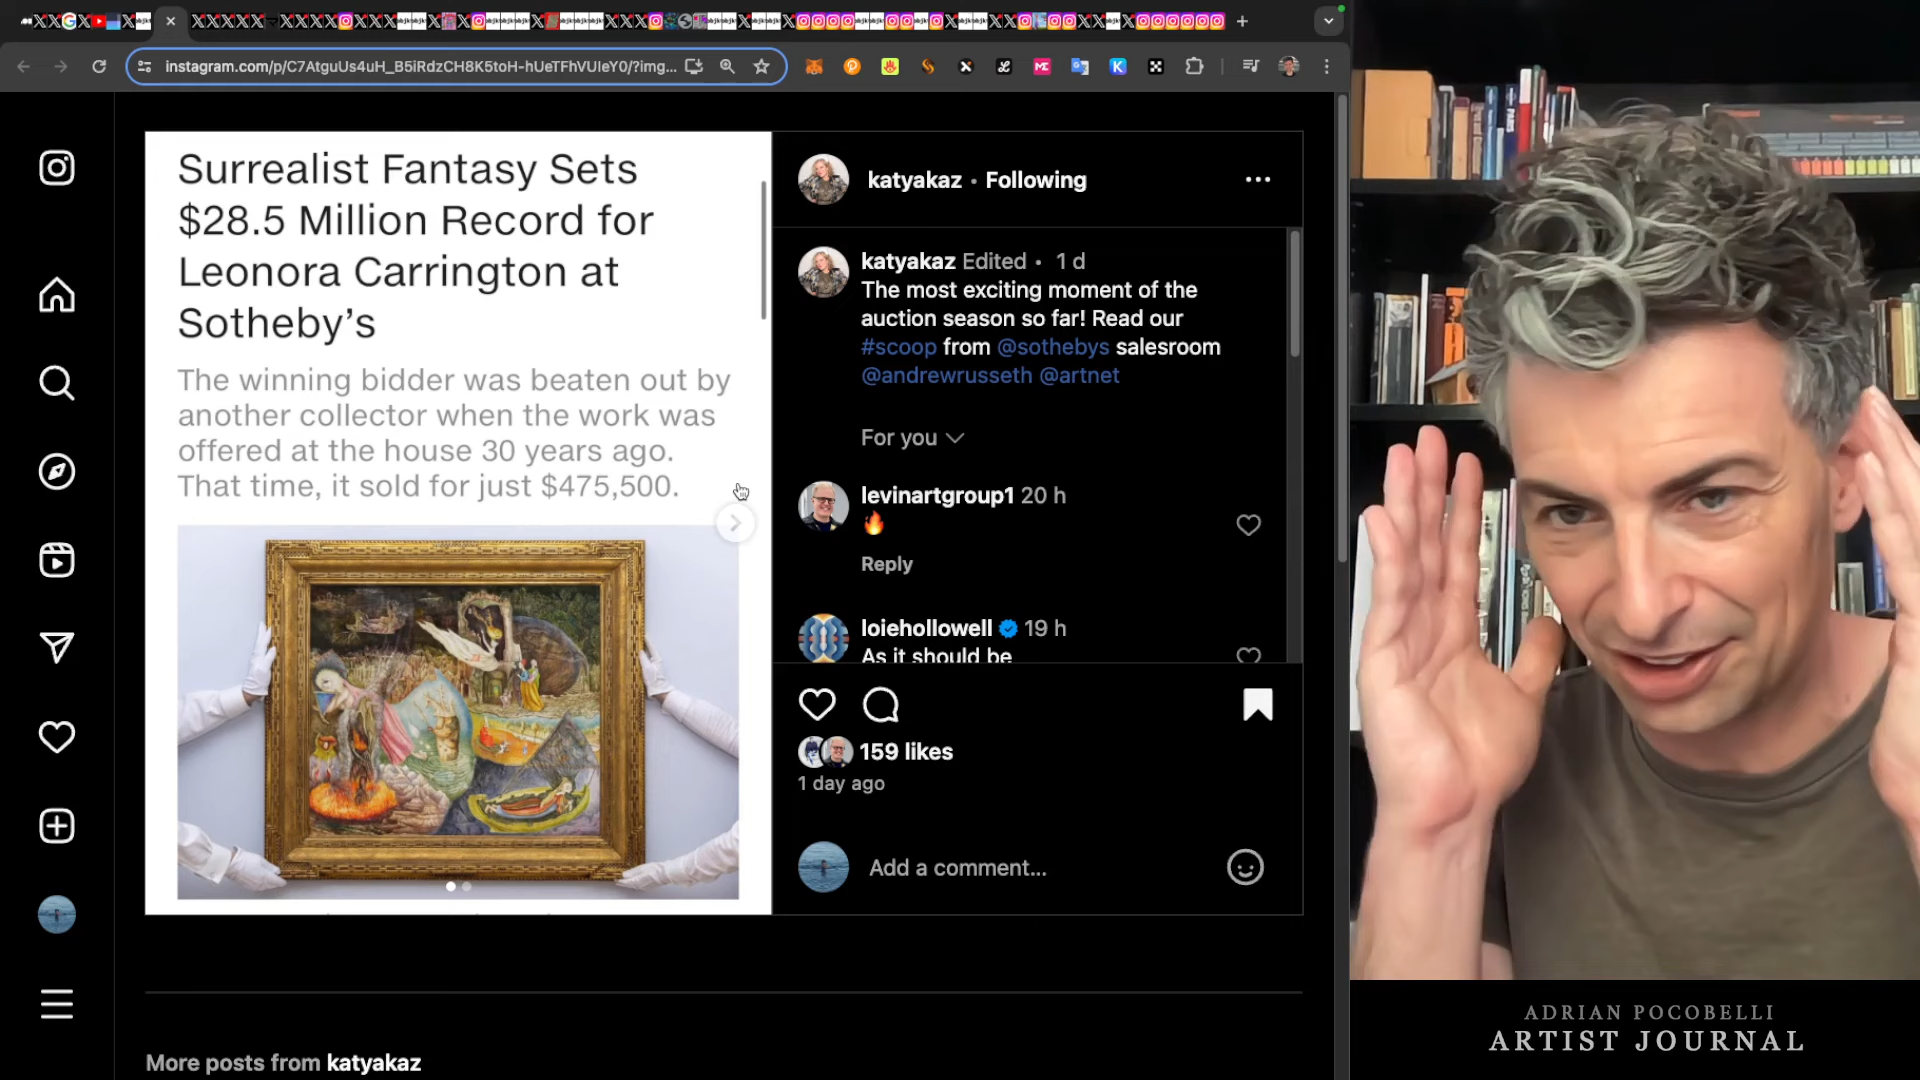 instagram.com/p/C7AtguUs4uH_B5iRdzCH8K5toH-hUeTFhVUIeY0/?img...
Surrealist Fantasy Sets
$28.5 Million Record for
Leonora Carrington at
Sotheby's
The winning bidder was beaten out by
another collector when the work was
offered at the house 30 years ago.
That time, it sold for just $475,500.
katyakaz • Following
katyakaz Edited • 1 d
The most exciting moment of the
auction season so far! Read our
#scoop from @sothebys salesroom
@andrewrusseth @artnet
For you
levinartgroup1 20 h
🔥
Reply
loiehollowell 19 h
As it should be
159 likes
1 day ago
Add a comment...
More posts from katyakaz
ADRIAN POCOBELLI
ARTIST JOURNAL